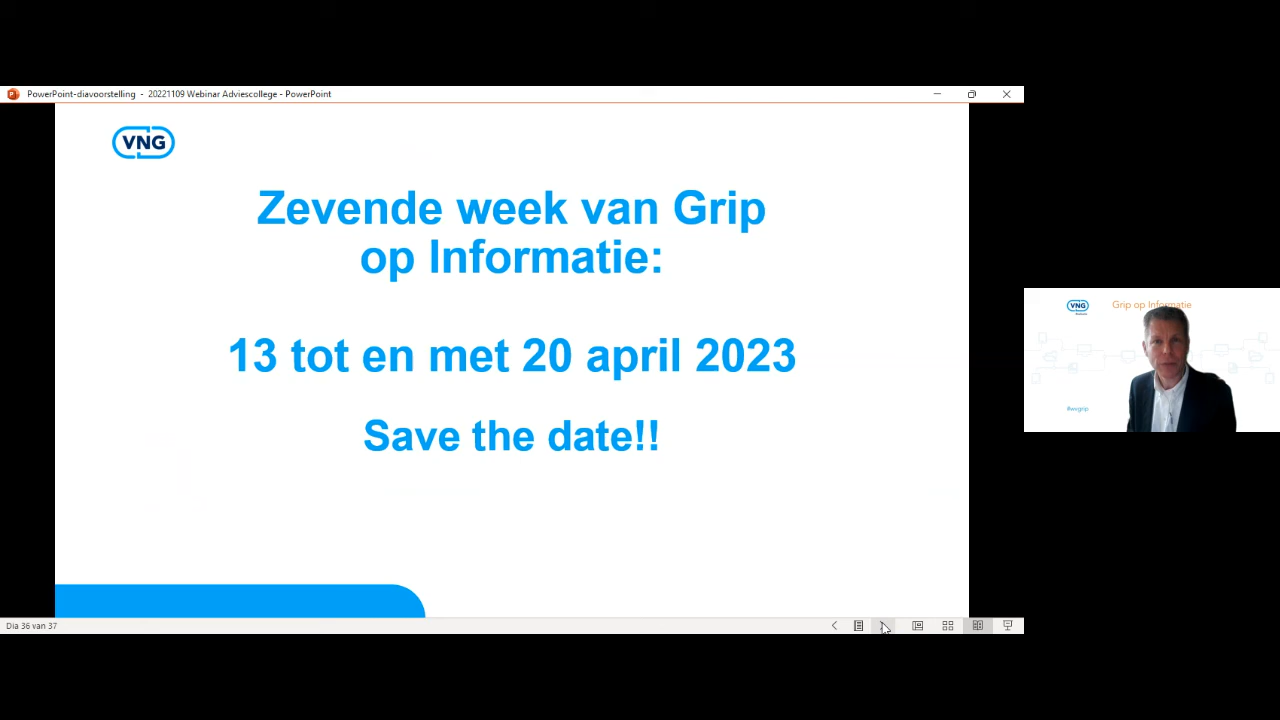 PowerPoint-diavoorstelling - 20221109 Webinar Adviescollege - PowerPoint
VNG
Zevende week van Grip
op Informatie:
13 tot en met 20 april 2023
Save the date!!
Dia 36 van 37
VNG
Grip op Informatie
#wvgrip